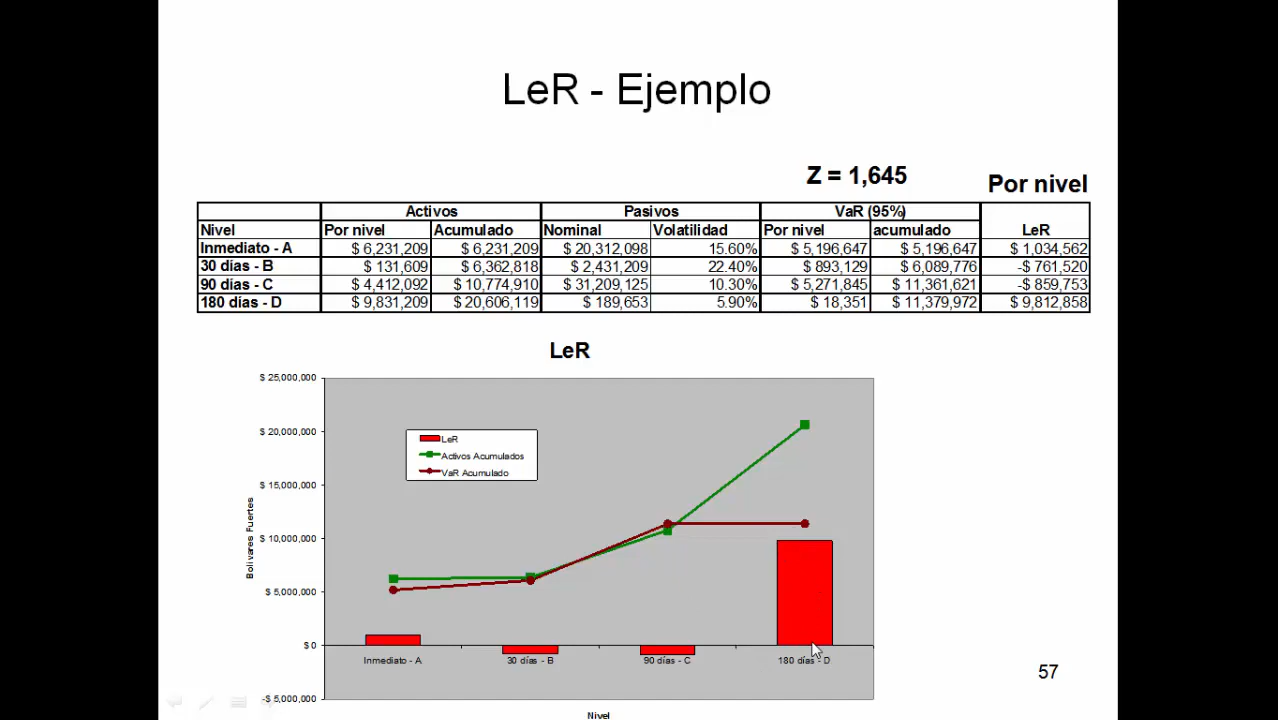 LeR - Ejemplo
Z = 1,645
Por nivel
Activos Pasivos VaR (95%)
Nivel Por nivel Acumulado Nominal Volatilidad Por nivel acumulado LeR
Inmediato - A $ 6,231,209 $ 6,231,209 $ 20,312,098 15.60% $ 5,196,647 $ 5,196,647 $ 1,034,562
30 días - B $ 131,609 $ 6,362,818 $ 2,431,209 22.40% $ 893,129 $ 6,089,776 -$ 761,520
90 días - C $ 4,412,092 $ 10,774,910 $ 31,209,125 10.30% $ 5,271,845 $ 11,361,621 -$ 859,753
180 días - D $ 9,831,209 $ 20,606,119 $ 189,653 5.90% $ 18,351 $ 11,379,972 $ 9,812,858
LeR
$ 25,000,000
$ 20,000,000
$ 15,000,000
$ 10,000,000
$ 5,000,000
$ 0
-$ 5,000,000
Bolívares Fuertes
LeR
Activos Acumulados
VaR Acumulado
Inmediato - A 30 días - B 90 días - C 180 días - D
Nivel
57